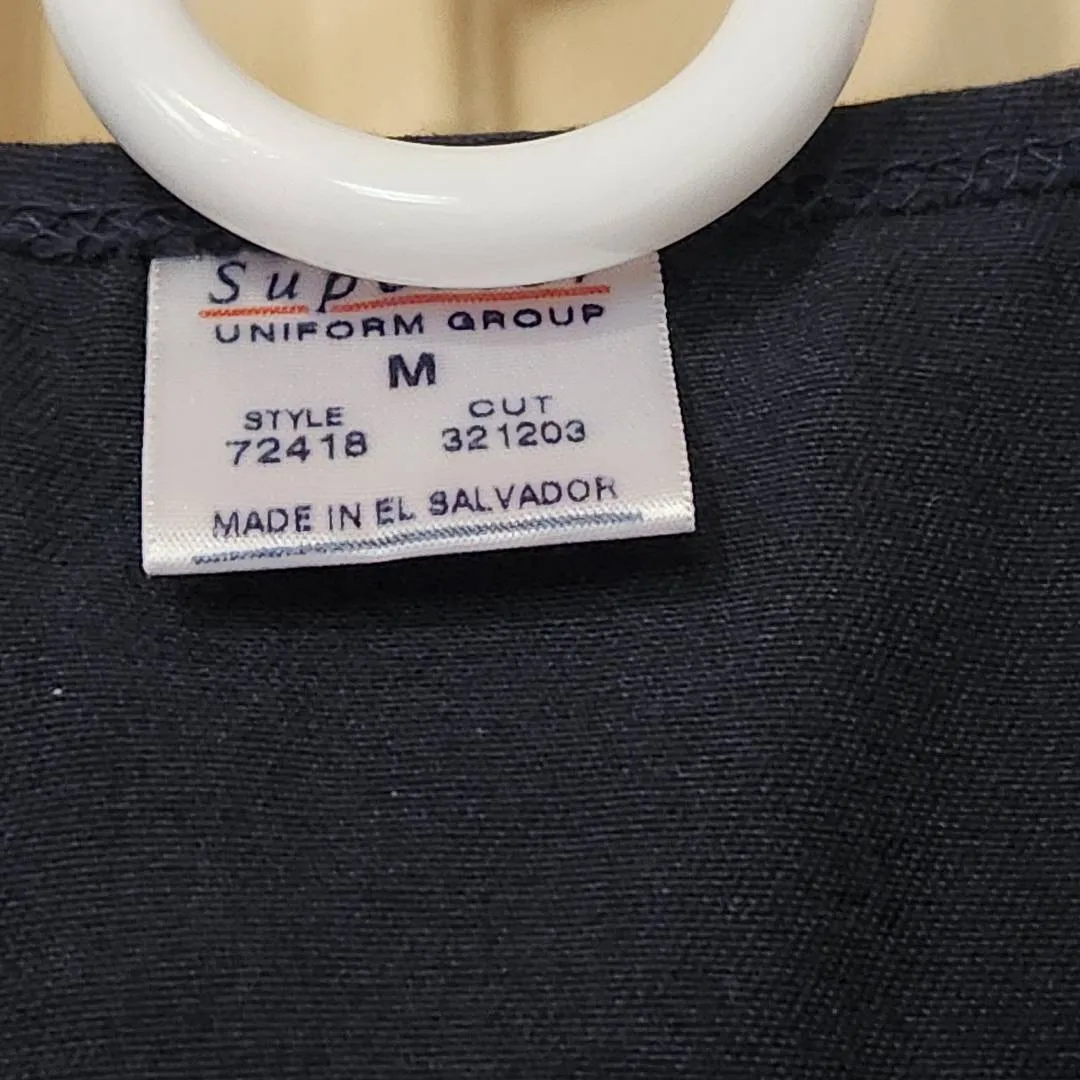 UNIFORM GROUP
M
STYLE CUT
72418 321203
MADE IN EL SALVADOR